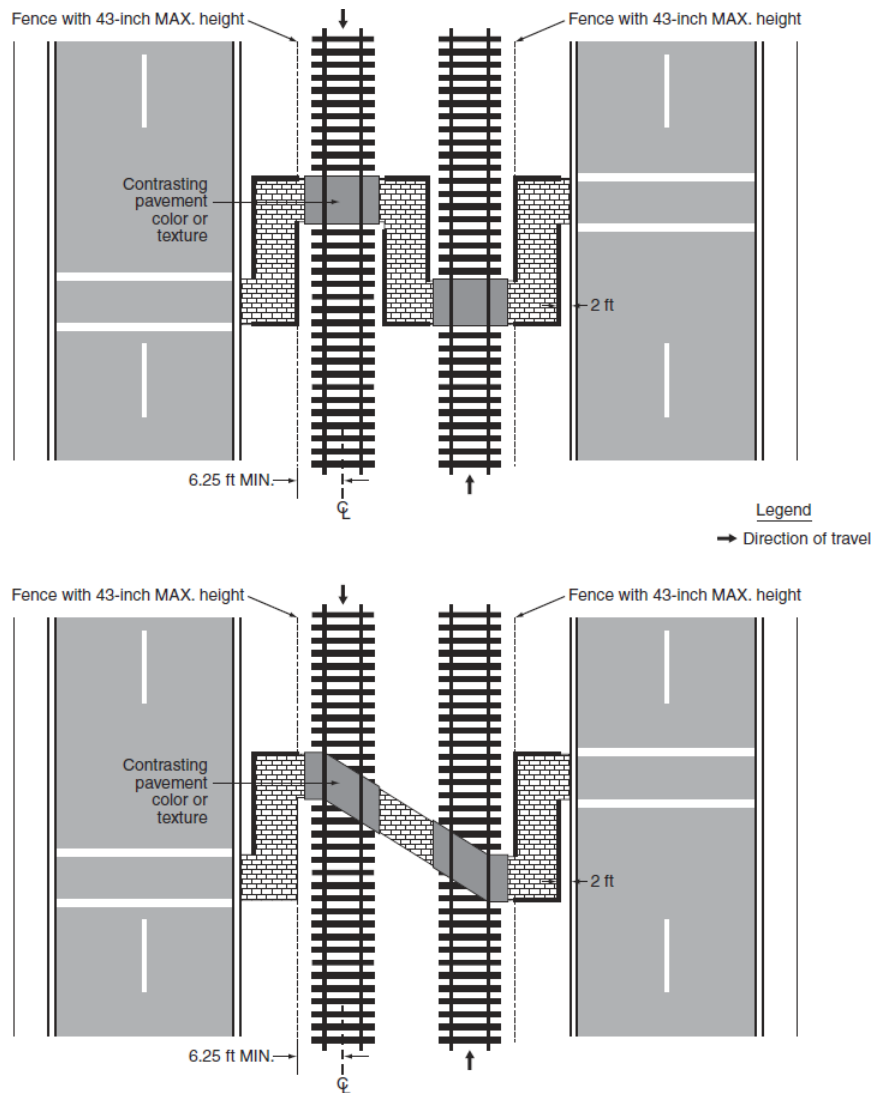 Fence with 43-inch MAX. height
Fence with 43-inch MAX. height
Contrasting
pavement
color or
texture
2 ft
6.25 ft MIN.
℄
Legend
Direction of travel
Fence with 43-inch MAX. height
Fence with 43-inch MAX. height
Contrasting
pavement
color or
texture
2 ft
6.25 ft MIN.
℄